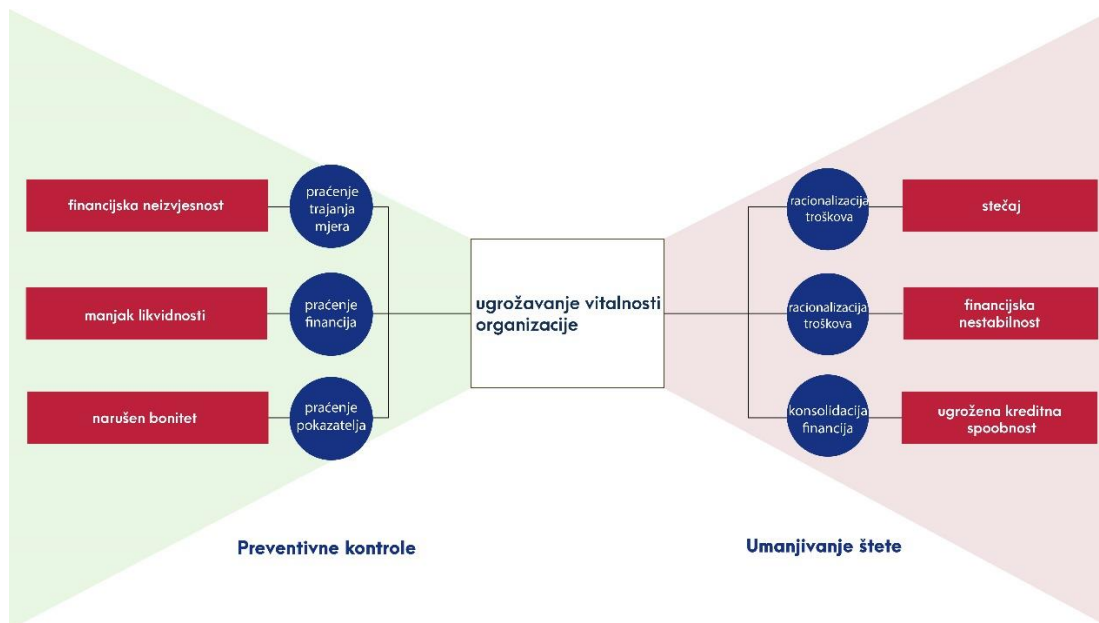 financijska neizvjesnost
praćenje
trajanja
mjera
manjak likvidnosti
praćenje
financija
narušen bonitet
praćenje
pokazatelja
ugrožavanje vitalnosti
organizacije
racionalizacija
troškova
stečaj
racionalizacija
troškova
financijska
nestabilnost
konsolidacija
financija
ugrožena kreditna
spoobnost
Preventivne kontrole
Umanjivanje štete